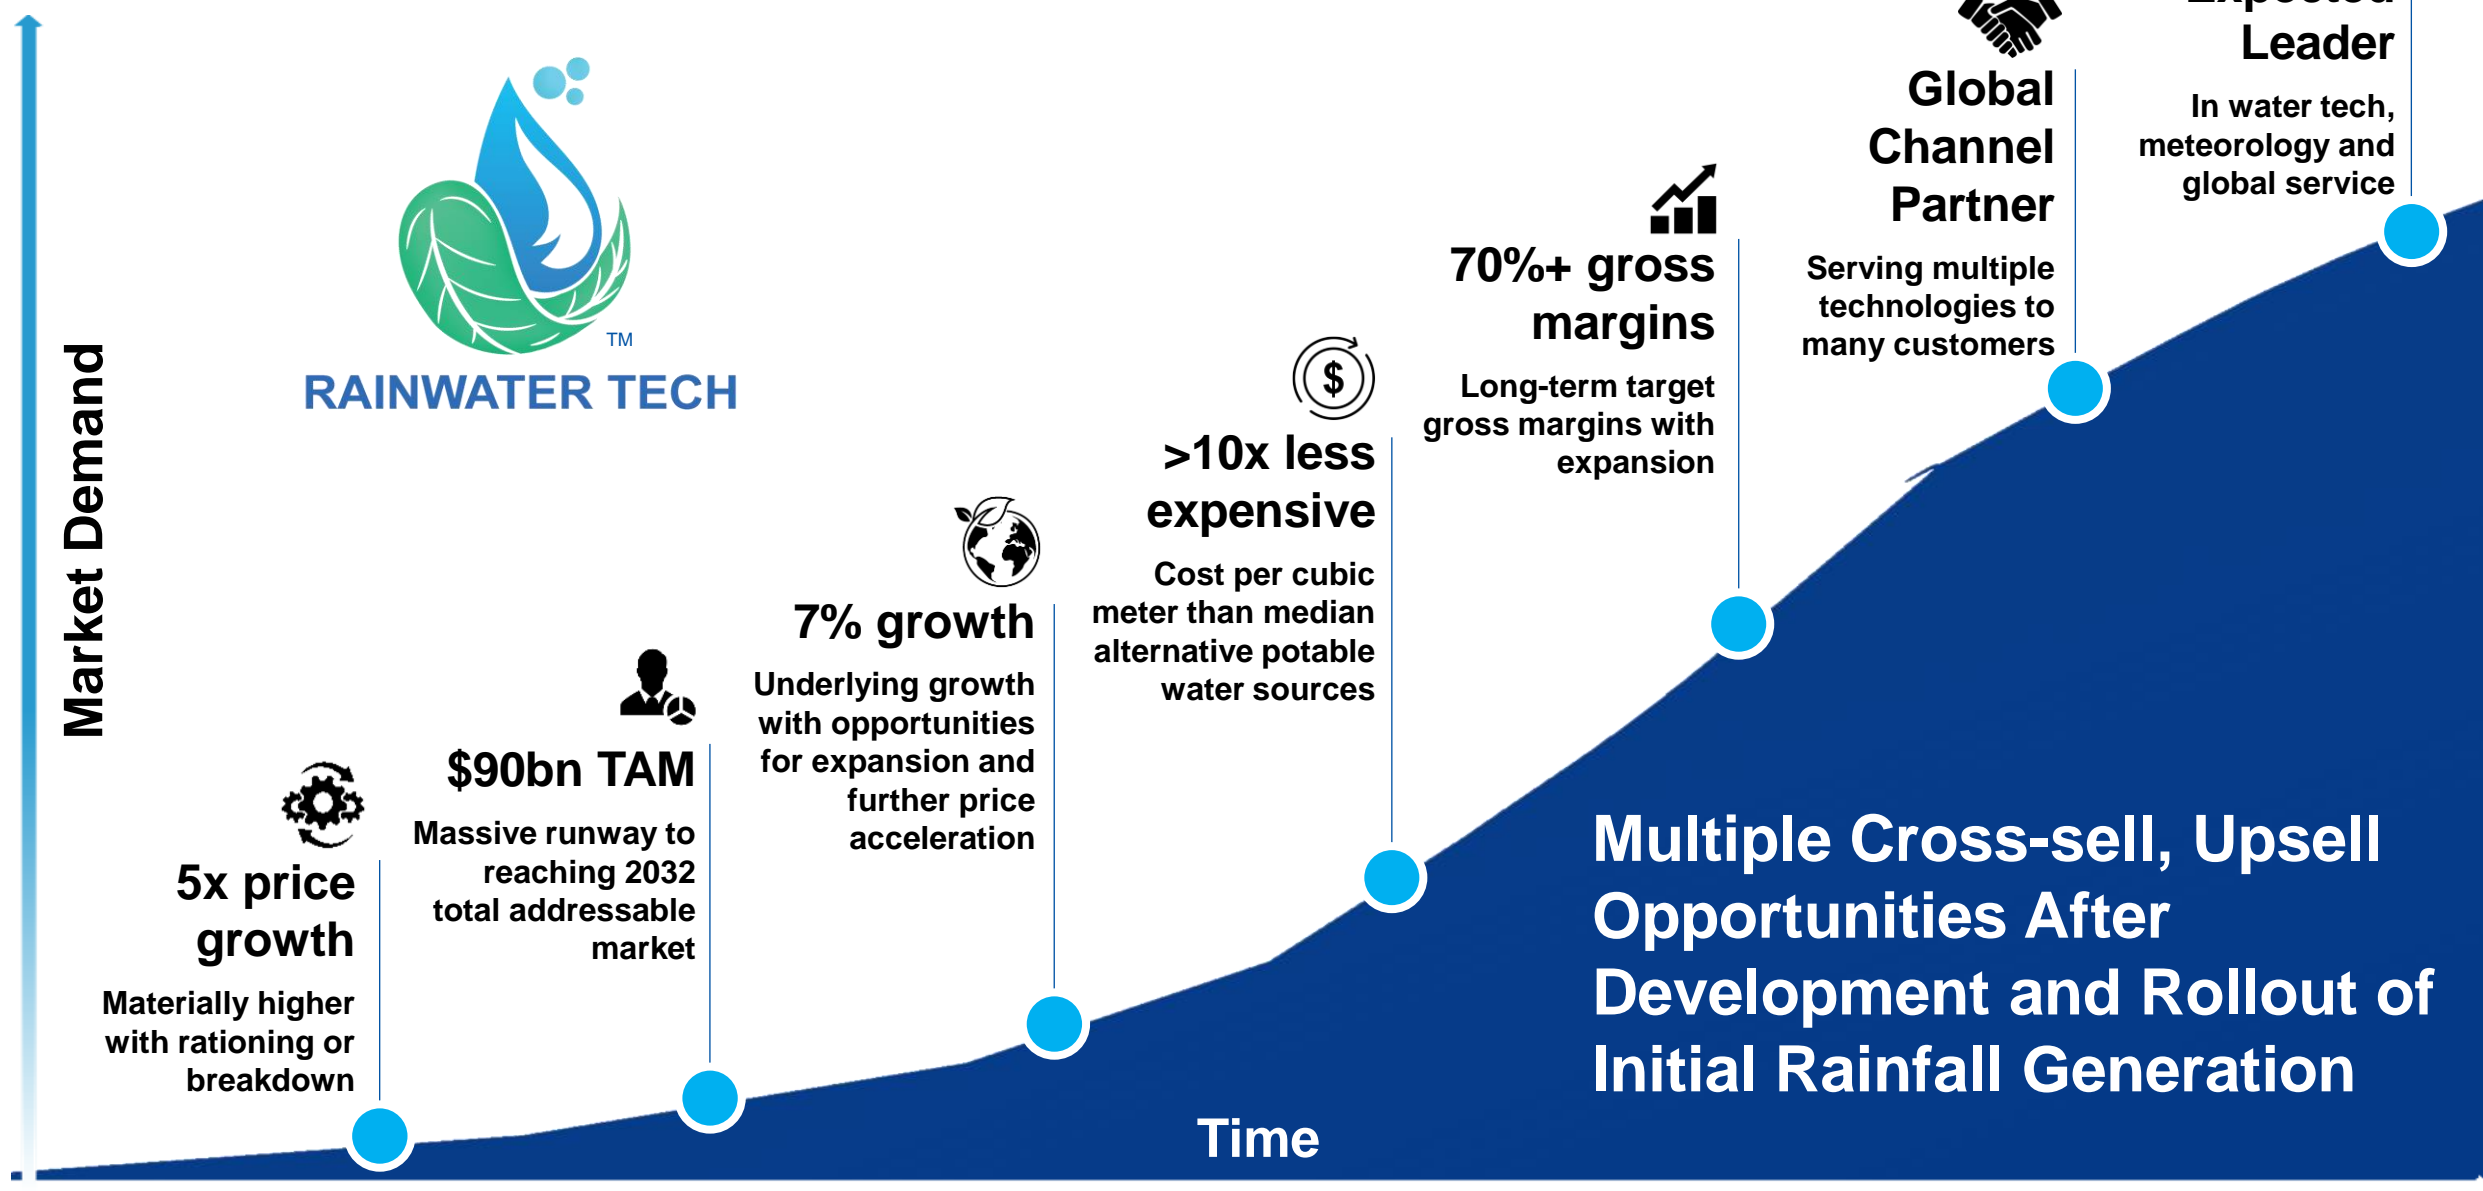 Market Demand
TM
RAINWATER TECH
5x price
growth
Materially higher
with rationing or
breakdown
$90bn TAM
Massive runway to
reaching 2032
total addressable
market
7% growth
Underlying growth
with opportunities
for expansion and
further price
acceleration
$
>10x less
expensive
Cost per cubic
meter than median
alternative potable
water sources
70%+ gross
margins
Long-term target
gross margins with
expansion
Global
Channel
Partner
Serving multiple
technologies to
many customers
Expected
Leader
In water tech,
meteorology and
global service
Multiple Cross-sell, Upsell
Opportunities After
Development and Rollout of
Initial Rainfall Generation
Time